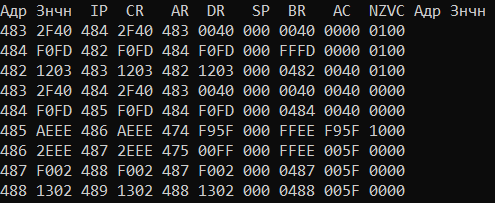 Адр Знчн IP CR AR DR SP BR AC NZVC Адр Знчн
483 2F40 484 2F40 483 0040 000 0040 0000 0100
484 F0FD 482 F0FD 484 F0FD 000 FFFD 0000 0100
482 1203 483 1203 482 1203 000 0482 0040 0100
483 2F40 484 2F40 483 0040 000 0040 0040 0000
484 F0FD 485 F0FD 484 F0FD 000 0484 0040 0000
485 AEEE 486 AEEE 474 F95F 000 FFEE F95F 1000
486 2EEE 487 2EEE 475 00FF 000 FFEE 005F 0000
487 F002 488 F002 487 F002 000 0487 005F 0000
488 1302 489 1302 488 1302 000 0488 005F 0000